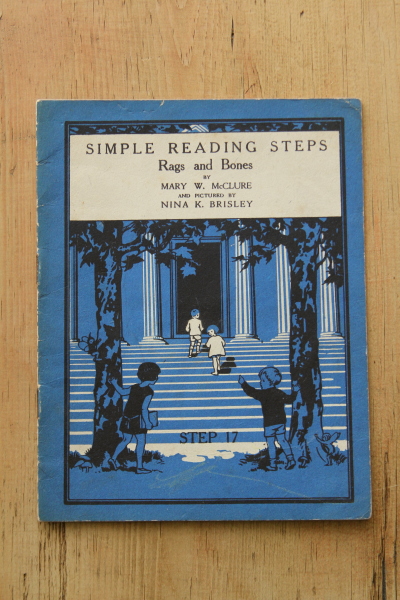 SIMPLE READING STEPS
Rags and Bones
BY
MARY W. McCLURE
AND PICTURED BY
NINA K. BRISLEY
STEP 17